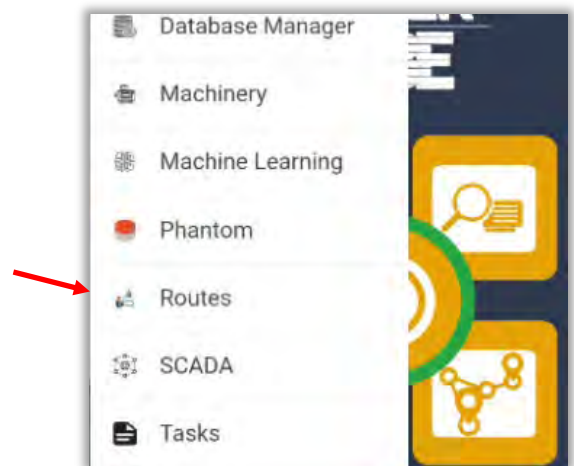 Database Manager
Machinery
Machine Learning
Phantom
Routes
SCADA
Tasks